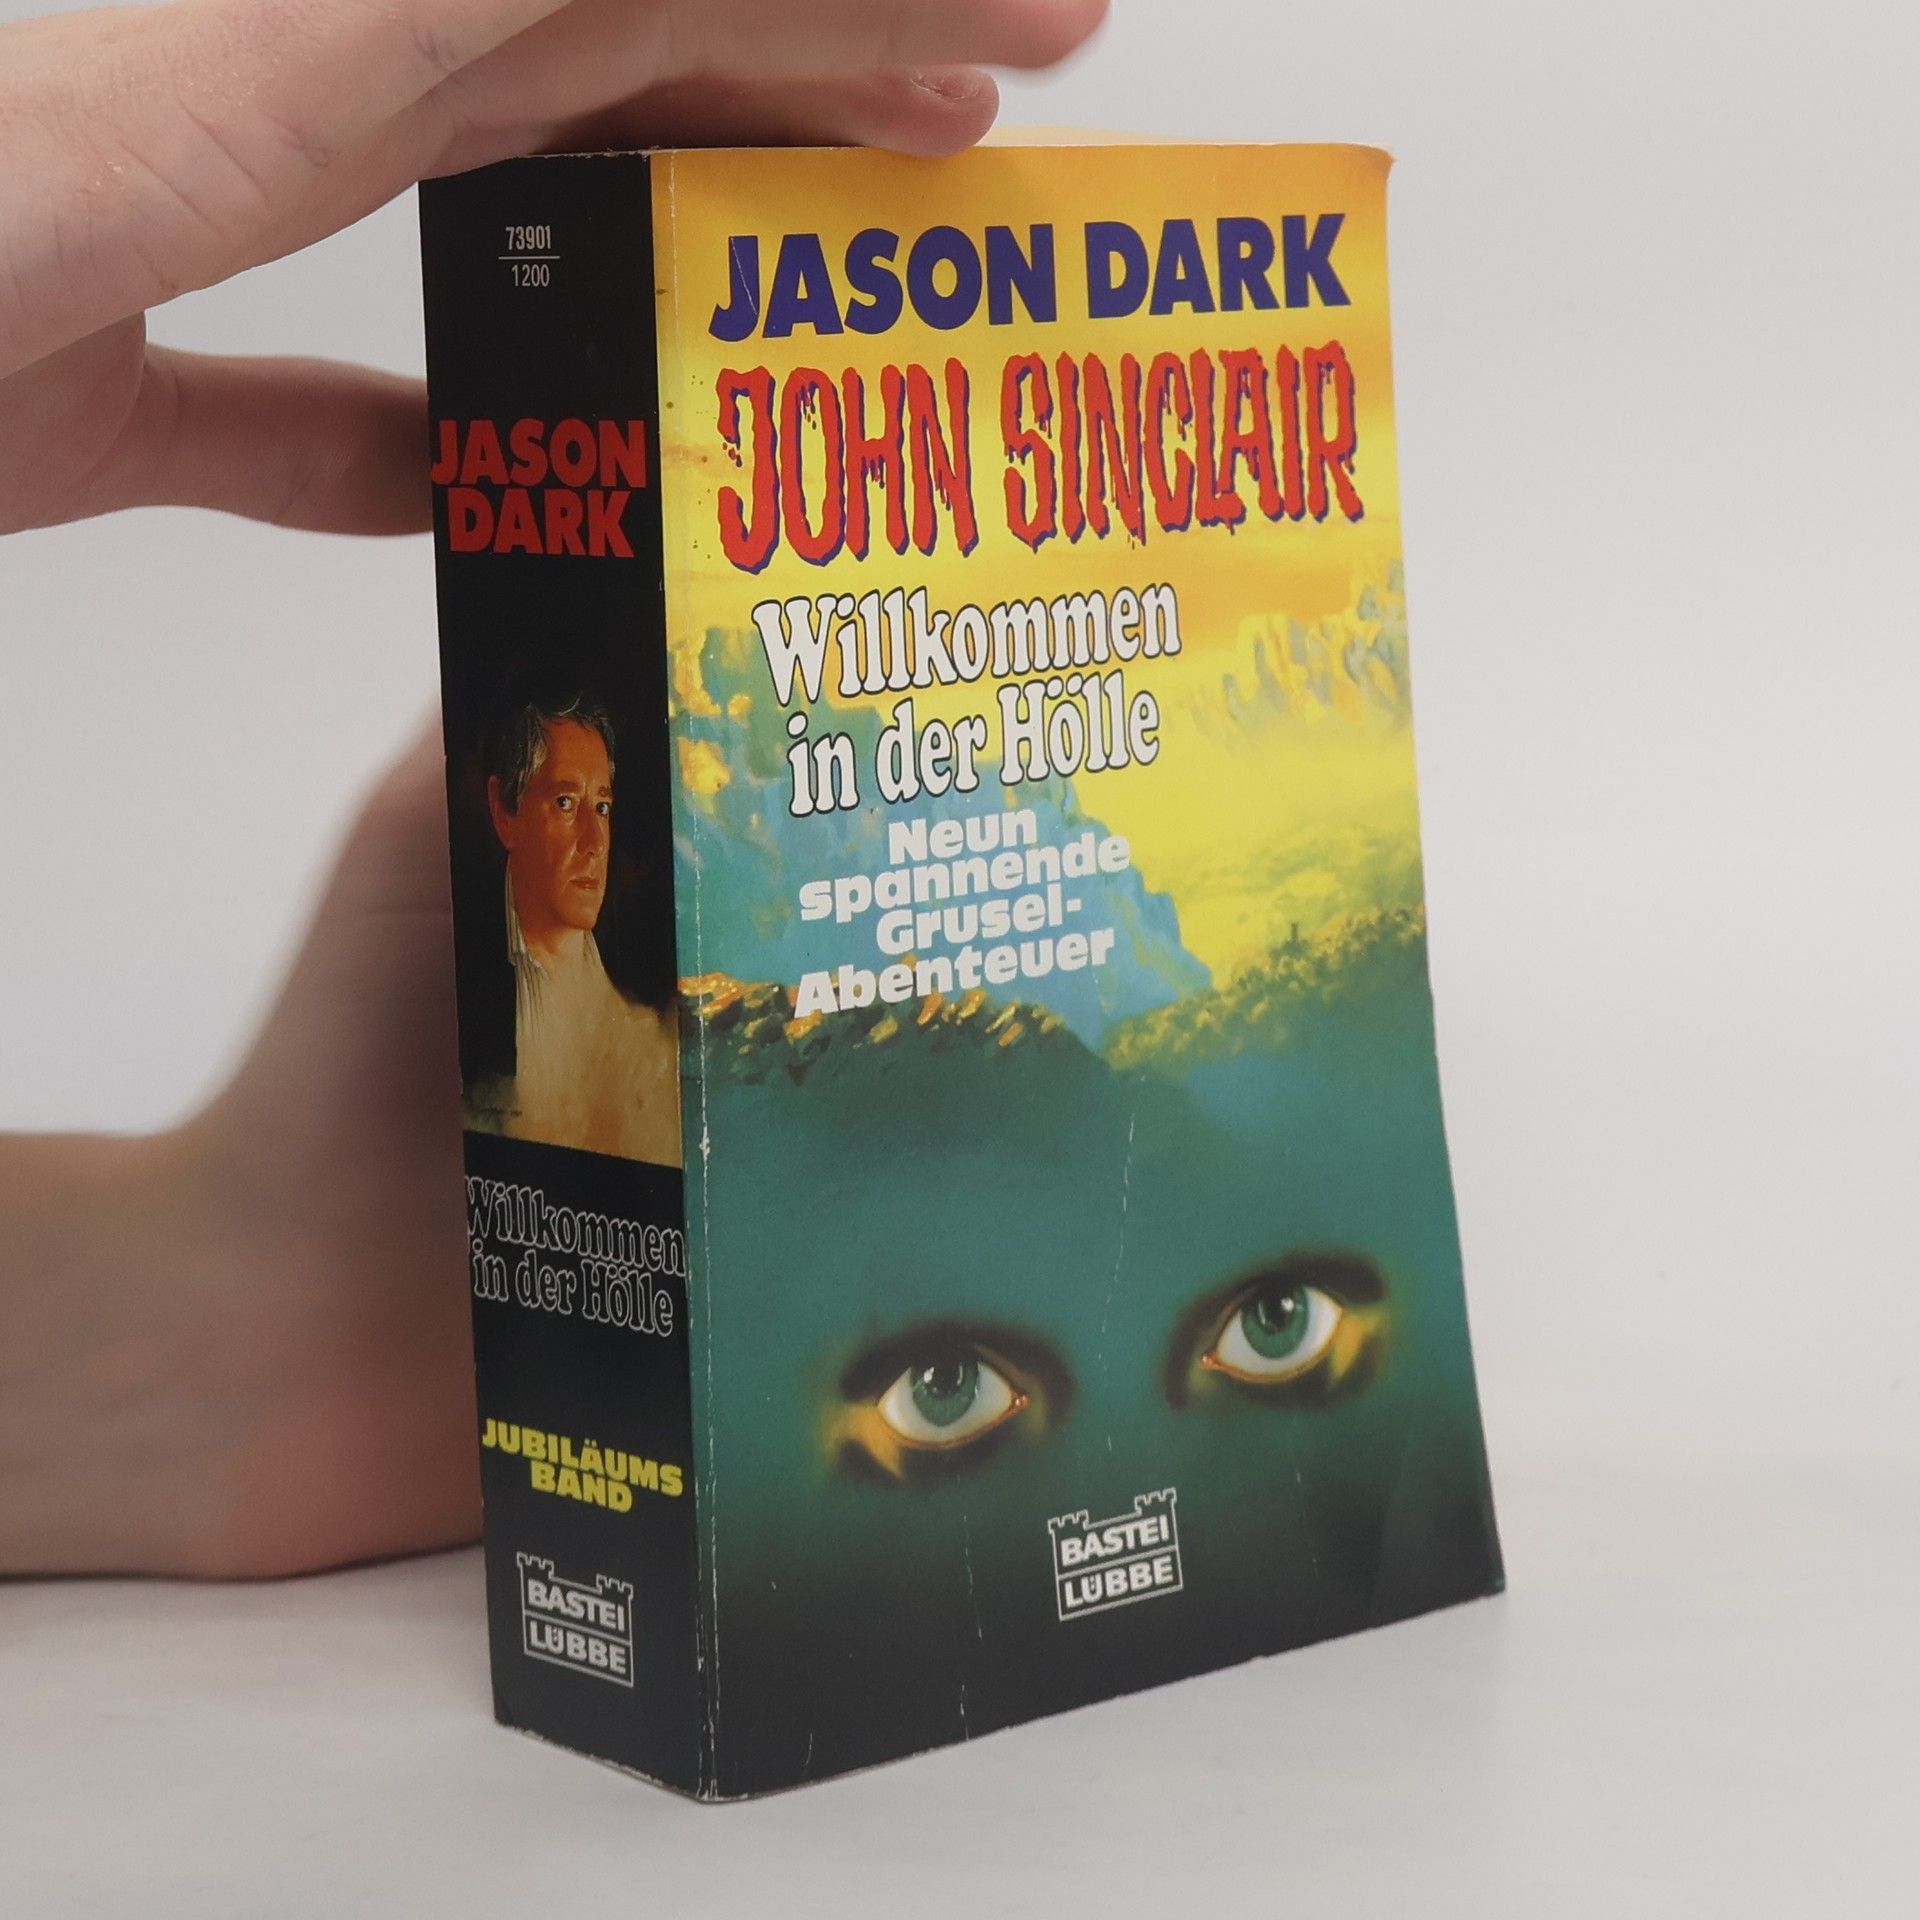 73901
1200
JASON
DARK
Willkommen
in der Hölle
JUBILÄUMS
BAND
BASTEI
LÜBBE
JASON DARK
JOHN SINCLAIR
Willkommen
in der Hölle
Neun
spannende
Grusel-
Abenteuer
BASTEI
LÜBBE